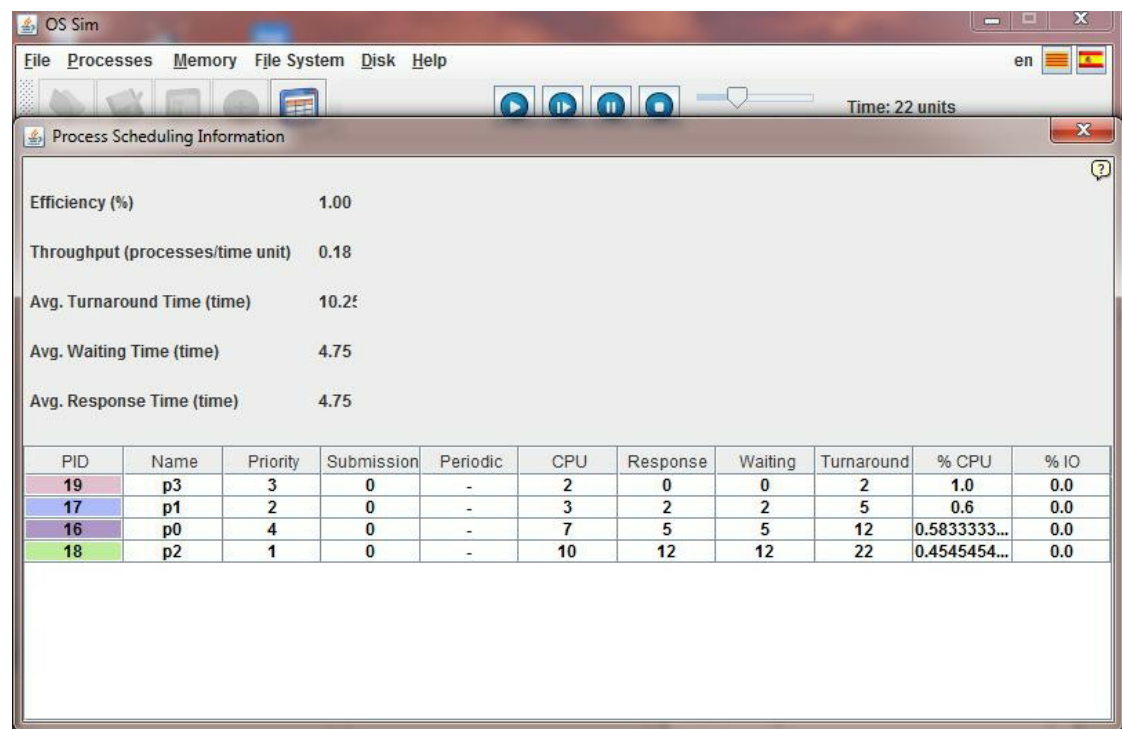 OS Sim
File Processes Memory File System Disk Help en
Time: 22 units
Process Scheduling Information
Efficiency (%) 1.00
Throughput (processes/time unit) 0.18
Avg. Turnaround Time (time) 10.25
Avg. Waiting Time (time) 4.75
Avg. Response Time (time) 4.75
PID Name Priority Submission Periodic CPU Response Waiting Turnaround % CPU % IO
19 p3 3 0 - 2 0 0 2 1.0 0.0
17 p1 2 0 - 3 2 2 5 0.6 0.0
16 p0 4 0 - 7 5 5 12 0.5833333... 0.0
18 p2 1 0 - 10 12 12 22 0.4545454... 0.0